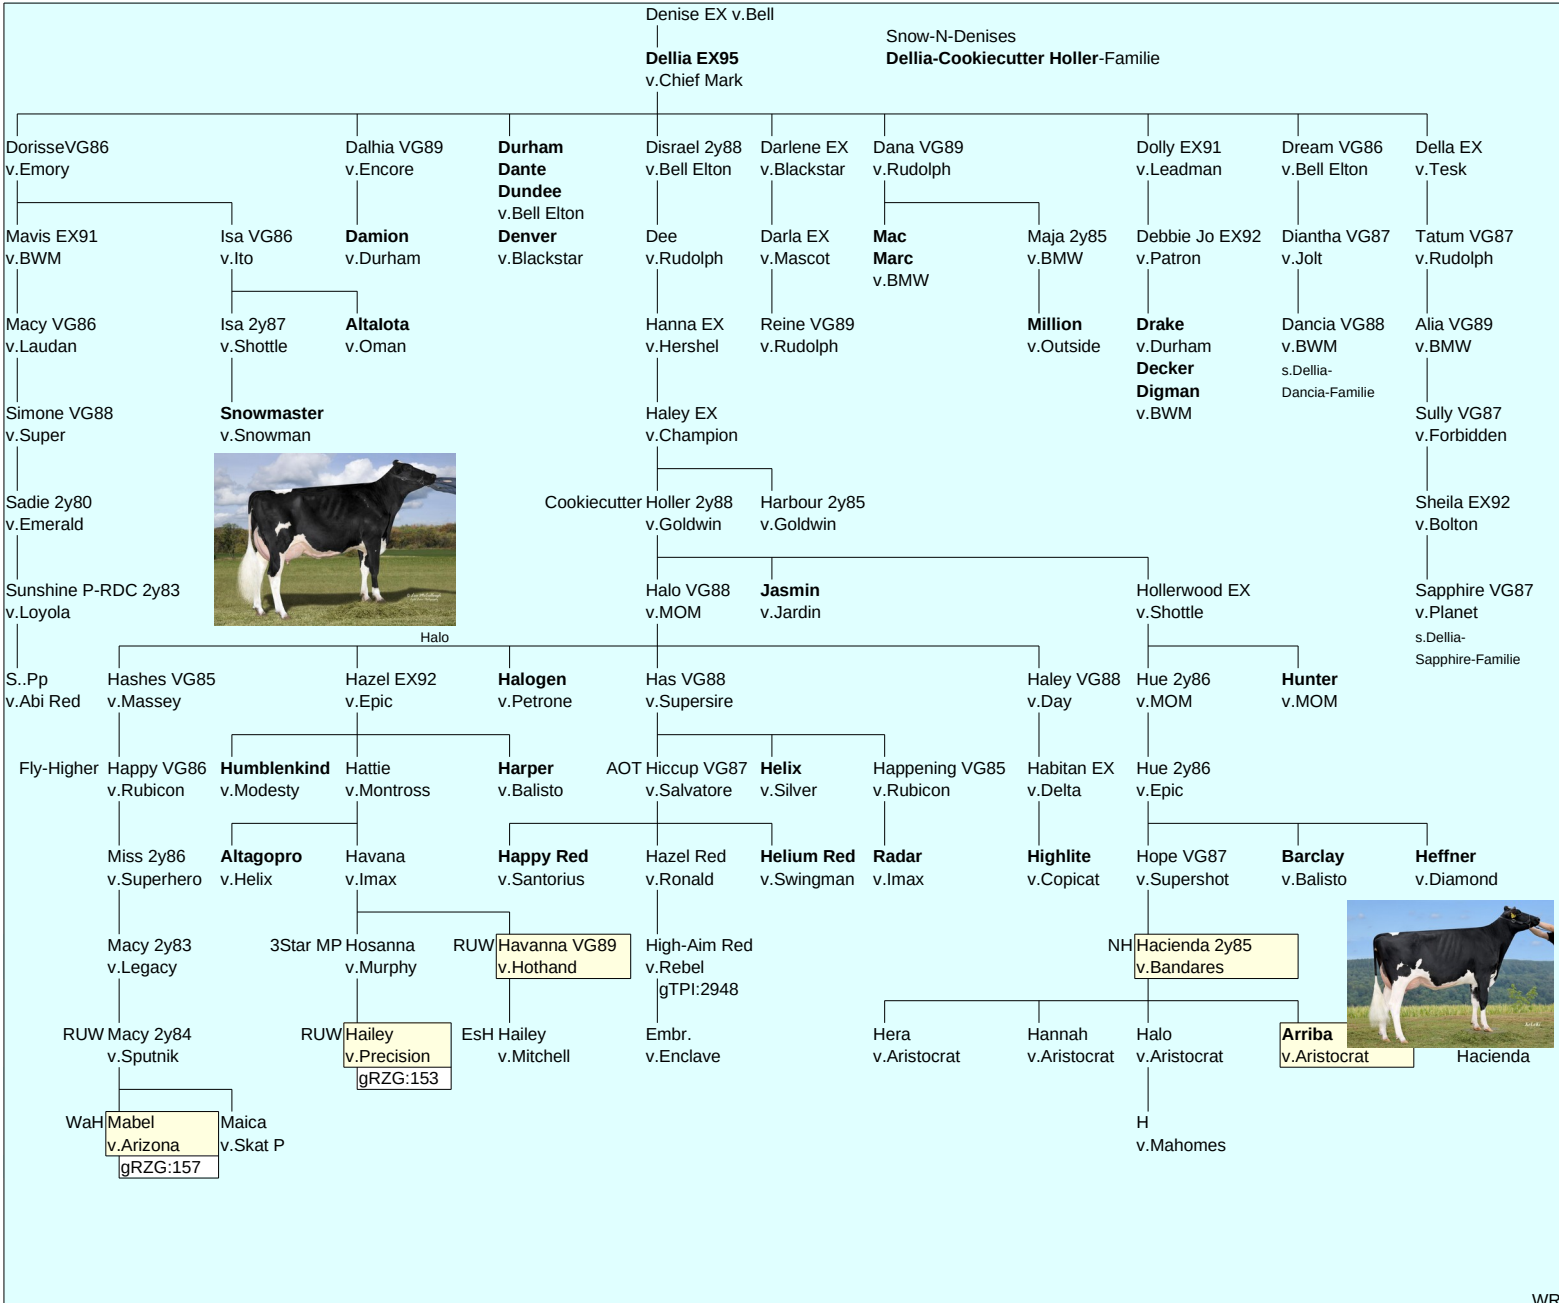 Denise EX v.Bell
Snow-N-Denises
Dellia EX95
Dellia-Cookiecutter Holler-Familie
v.Chief Mark
DorisseVG86
v.Emory
Dalhia VG89
v.Encore
Durham
Dante
Dundee
v.Bell Elton
Denver
v.Blackstar
Disrael 2y88
v.Bell Elton
Darlene EX
v.Blackstar
Dana VG89
v.Rudolph
Dolly EX91
v.Leadman
Dream VG86
v.Bell Elton
Della EX
v.Tesk
Mavis EX91
v.BWM
Isa VG86
v.Ito
Damion
v.Durham
Dee
v.Rudolph
Darla EX
v.Mascot
Mac
Marc
v.BMW
Maja 2y85
v.BMW
Debbie Jo EX92
v.Patron
Diantha VG87
v.Jolt
Tatum VG87
v.Rudolph
Macy VG86
v.Laudan
Isa 2y87
v.Shottle
AltaIota
v.Oman
Hanna EX
v.Hershel
Reine VG89
v.Rudolph
Million
v.Outside
Drake
v.Durham
Decker
Digman
v.BWM
Dancia VG88
v.BWM
s.Dellia-
Dancia-Familie
Alia VG89
v.BMW
Simone VG88
v.Super
Snowmaster
v.Snowman
Haley EX
v.Champion
Sully VG87
v.Forbidden
Sadie 2y80
v.Emerald
Cookiecutter Holler 2y88
v.Goldwin
Harbour 2y85
v.Goldwin
Sheila EX92
v.Bolton
Sunshine P-RDC 2y83
v.Loyola
Halo
Halo VG88
v.MOM
Jasmin
v.Jardin
Hollerwood EX
v.Shottle
Sapphire VG87
v.Planet
s.Dellia-
Sapphire-Familie
S..Pp
v.Abi Red
Hashes VG85
v.Massey
Hazel EX92
v.Epic
Halogen
v.Petrone
Has VG88
v.Supersire
Haley VG88
v.Day
Hue 2y86
v.MOM
Hunter
v.MOM
Fly-Higher Happy VG86
v.Rubicon
Humblenkind
v.Modesty
Hattie
v.Montross
Harper
v.Balisto
AOT Hiccup VG87
v.Salvatore
Helix
v.Silver
Happening VG85
v.Rubicon
Habitan EX
v.Delta
Hue 2y86
v.Epic
Miss 2y86
v.Superhero
Altagopro
v.Helix
Havana
v.Imax
Happy Red
v.Santorius
Hazel Red
v.Ronald
Helium Red
v.Swingman
Radar
v.Imax
Highlite
v.Copicat
Hope VG87
v.Supershot
Barclay
v.Balisto
Heffner
v.Diamond
Macy 2y83
v.Legacy
3Star MP Hosanna
v.Murphy
RUW Havanna VG89
v.Hothand
High-Aim Red
v.Rebel
gTPI:2948
NH Hacienda 2y85
v.Bandares
RUW Macy 2y84
v.Sputnik
RUW Hailey
v.Precision
gRZG:153
EsH Hailey
v.Mitchell
Embr.
v.Enclave
Hera
v.Aristocrat
Hannah
v.Aristocrat
Halo
v.Aristocrat
Arriba
v.Aristocrat
Hacienda
WaH Mabel
v.Arizona
gRZG:157
Maica
v.Skat P
H
v.Mahomes
WR